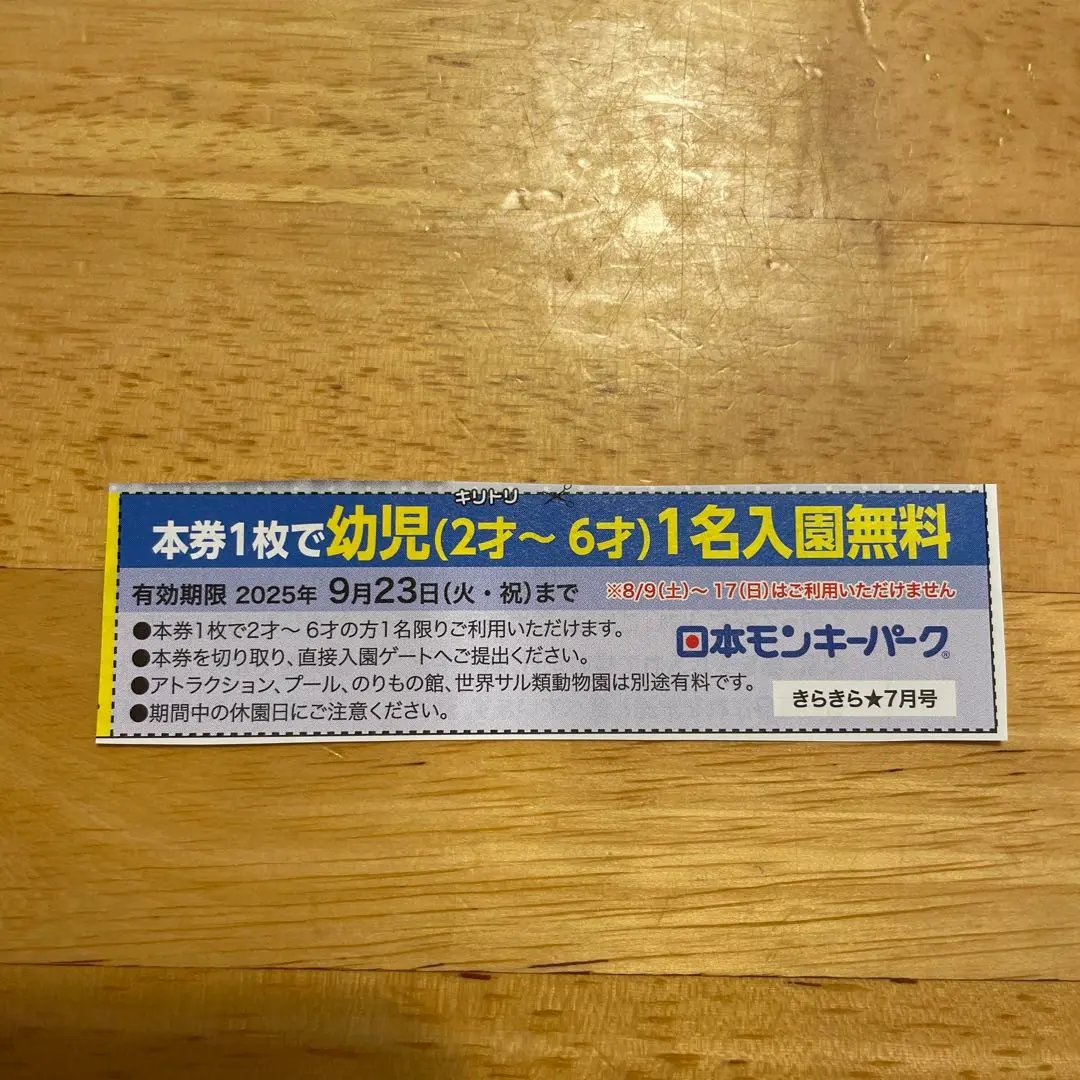 キリトリ
本券1枚で幼児(2才〜6才)1名入園無料
有効期限 2025年 9月23日(火・祝)まで ※8/9(土)〜17(日)はご利用いただけません
●本券1枚で2才〜6才の方1名限りご利用いただけます。
●本券を切り取り、直接入園ゲートへご提出ください。
●アトラクション、プール、のりもの館、世界サル類動物園は別途有料です。
●期間中の休園日にご注意ください。
日本モンキーパーク®
きらきら★7月号